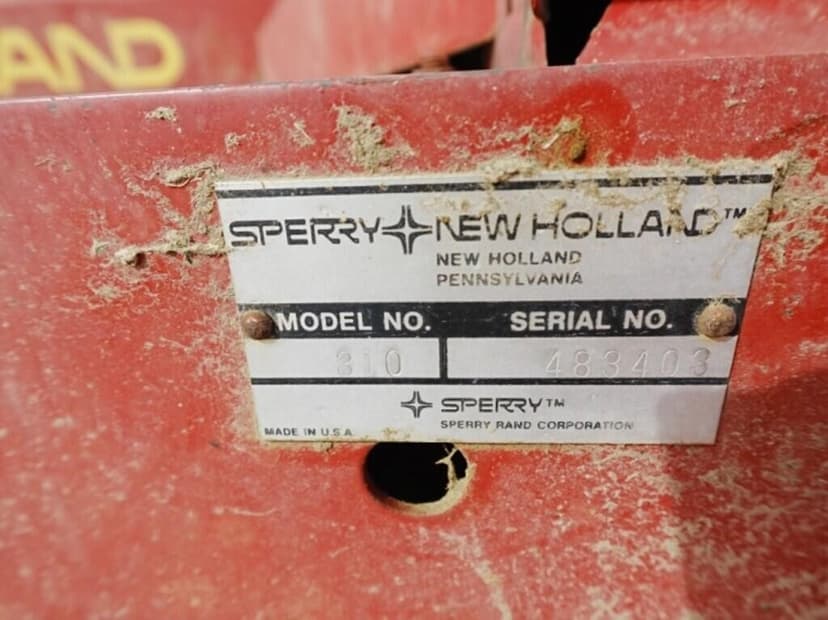 AND
SPERRY NEW HOLLAND™
NEW HOLLAND
PENNSYLVANIA
MODEL NO. SERIAL NO.
310 483403
SPERRY™
MADE IN U.S.A. SPERRY RAND CORPORATION